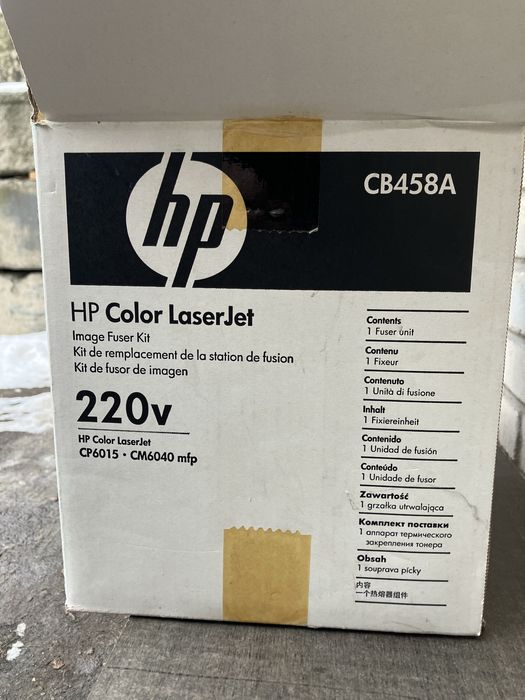 hp
CB458A
HP Color LaserJet
Image Fuser Kit
Kit de remplacement de la station de fusion
Kit de fusor de imagen
220v
HP Color LaserJet
CP6015 • CM6040 mfp
Contents
1 Fuser unit
Contenu
1 Fixeur
Contenuto
1 Unità di fusione
Inhalt
1 Fixiereinheit
Contenido
1 Unidad de fusión
Conteúdo
1 Unidade de fusor
Zawartość
1 grzałka utrwalająca
Комплект поставки
1 аппарат термического
закрепления тонера
Obsah
1 souprava pícky
内容
一个热熔器组件